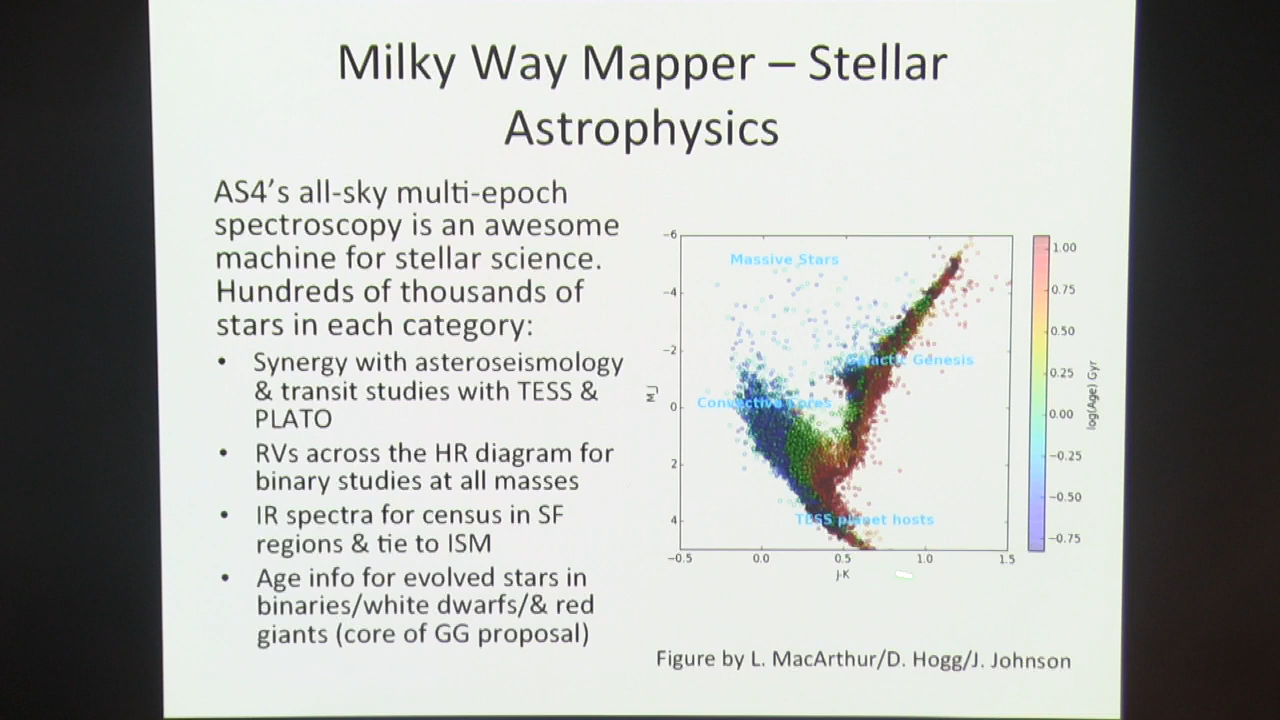 Milky Way Mapper – Stellar
Astrophysics
AS4's all-sky multi-epoch
spectroscopy is an awesome
machine for stellar science.
Hundreds of thousands of
stars in each category:
• Synergy with asteroseismology
& transit studies with TESS &
PLATO
• RVs across the HR diagram for
binary studies at all masses
• IR spectra for census in SF
regions & tie to ISM
• Age info for evolved stars in
binaries/white dwarfs/& red
giants (core of GG proposal)
−6
−4
−2
0
2
4
M_J
Massive Stars
Galactic Genesis
Convective Cores
TESS planet hosts
−0.5 0.0 0.5 1.0 1.5
J-K
1.00
0.75
0.50
0.25
0.00
−0.25
−0.50
−0.75
log(Age) Gyr
Figure by L. MacArthur/D. Hogg/J. Johnson